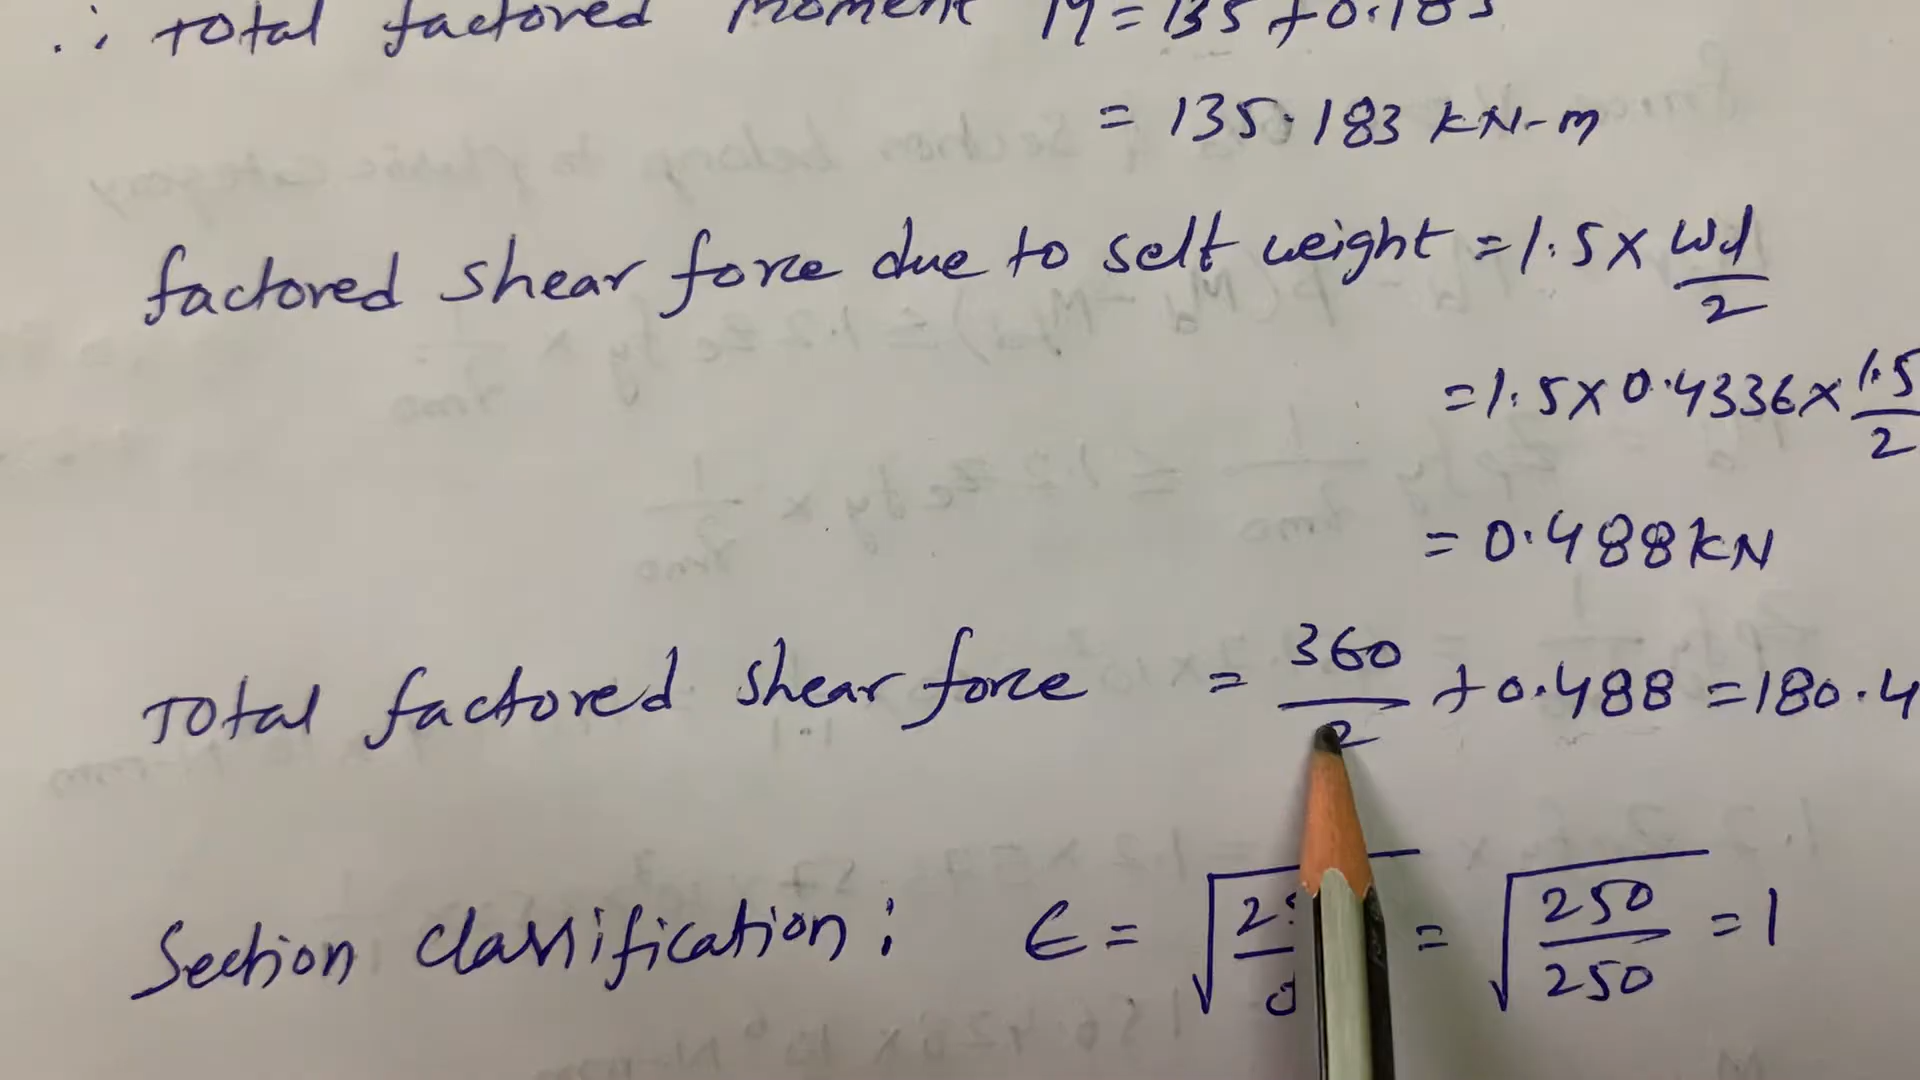 ∴ Total factored moment M = 135 + 0.183
= 135.183 kN-m
factored shear force due to self weight = 1.5 x wl/2
= 1.5 x 0.4336 x 1.5/2
= 0.488 kN
Total factored shear force = 360/2 + 0.488 = 180.4
Section classification : ϵ = √ = √250/250 = 1